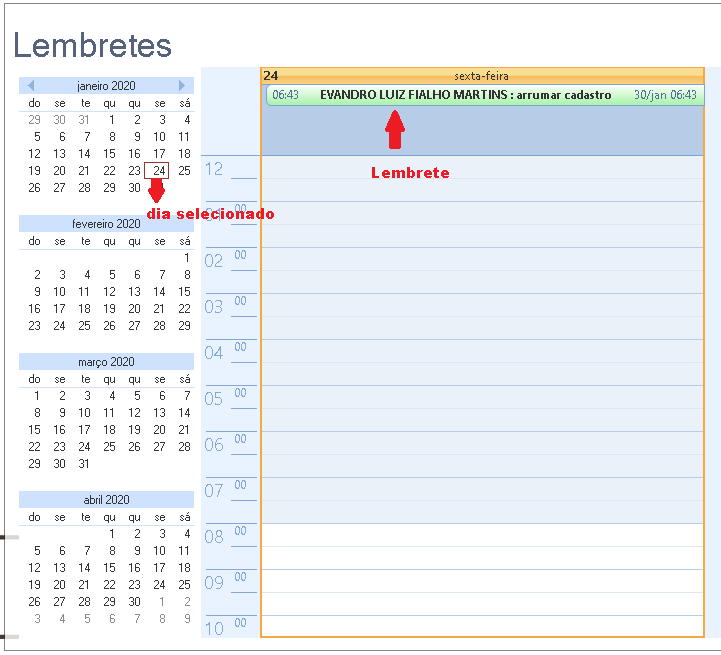 Lembretes
janeiro 2020
do se te qu qu se sá
29 30 31 1 2 3 4
5 6 7 8 9 10 11
12 13 14 15 16 17 18
19 20 21 22 23 24 25
26 27 28 29 30
dia selecionado
fevereiro 2020
do se te qu qu se sá
1
2 3 4 5 6 7 8
9 10 11 12 13 14 15
16 17 18 19 20 21 22
23 24 25 26 27 28 29
março 2020
do se te qu qu se sá
1 2 3 4 5 6 7
8 9 10 11 12 13 14
15 16 17 18 19 20 21
22 23 24 25 26 27 28
29 30 31
abril 2020
do se te qu qu se sá
1 2 3 4
5 6 7 8 9 10 11
12 13 14 15 16 17 18
19 20 21 22 23 24 25
26 27 28 29 30 1 2
3 4 5 6 7 8 9
24 sexta-feira
06:43 EVANDRO LUIZ FIALHO MARTINS : arrumar cadastro 30/jan 06:43
Lembrete
12
02 00
03 00
04 00
05 00
06 00
07 00
08 00
09 00
10 00